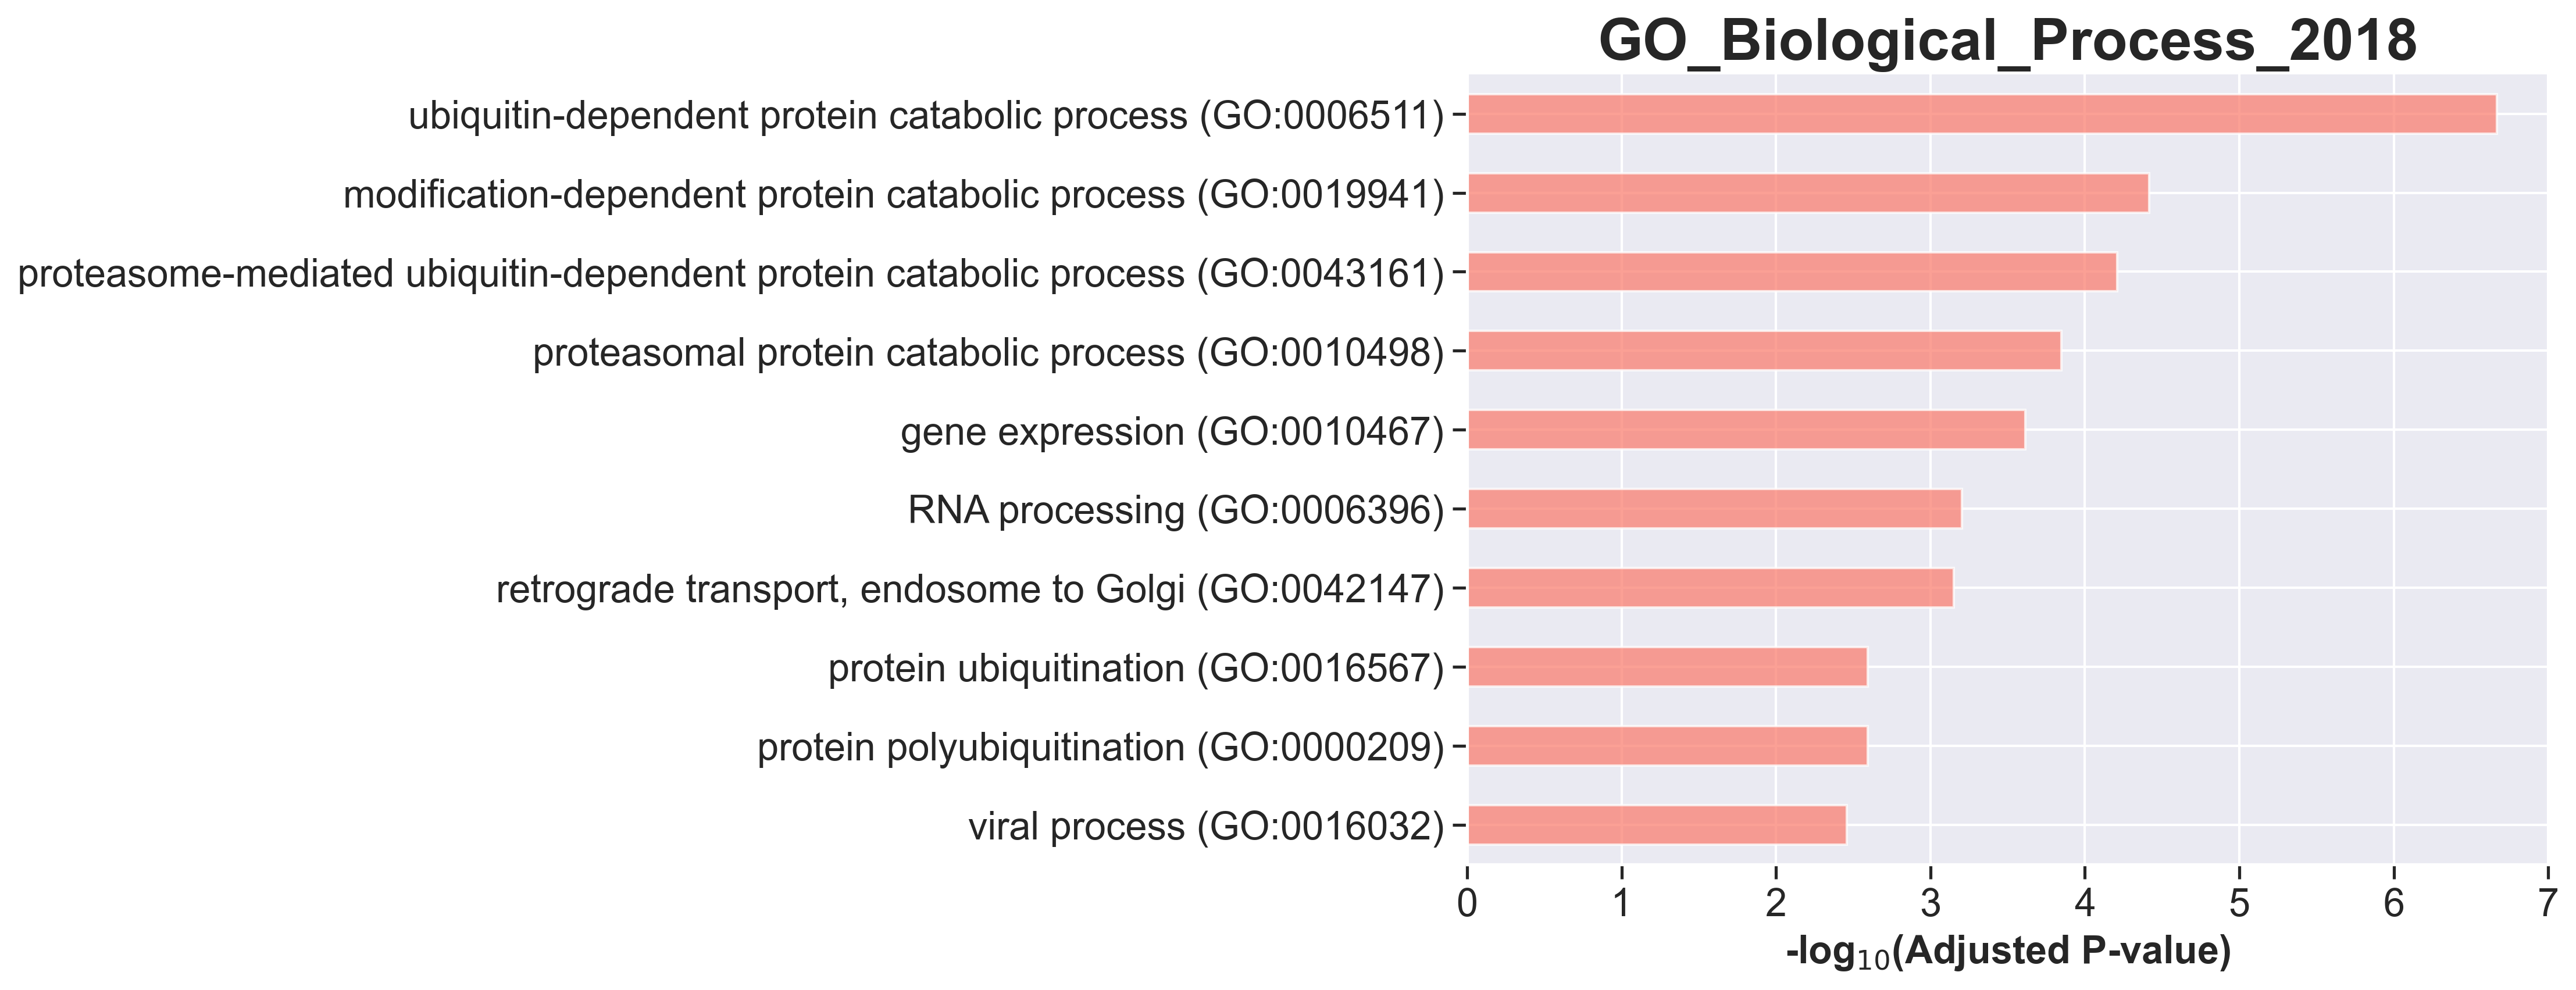 GO_Biological_Process_2018
ubiquitin-dependent protein catabolic process (GO:0006511)
modification-dependent protein catabolic process (GO:0019941)
proteasome-mediated ubiquitin-dependent protein catabolic process (GO:0043161)
proteasomal protein catabolic process (GO:0010498)
gene expression (GO:0010467)
RNA processing (GO:0006396)
retrograde transport, endosome to Golgi (GO:0042147)
protein ubiquitination (GO:0016567)
protein polyubiquitination (GO:0000209)
viral process (GO:0016032)
0 1 2 3 4 5 6 7
-log₁₀(Adjusted P-value)